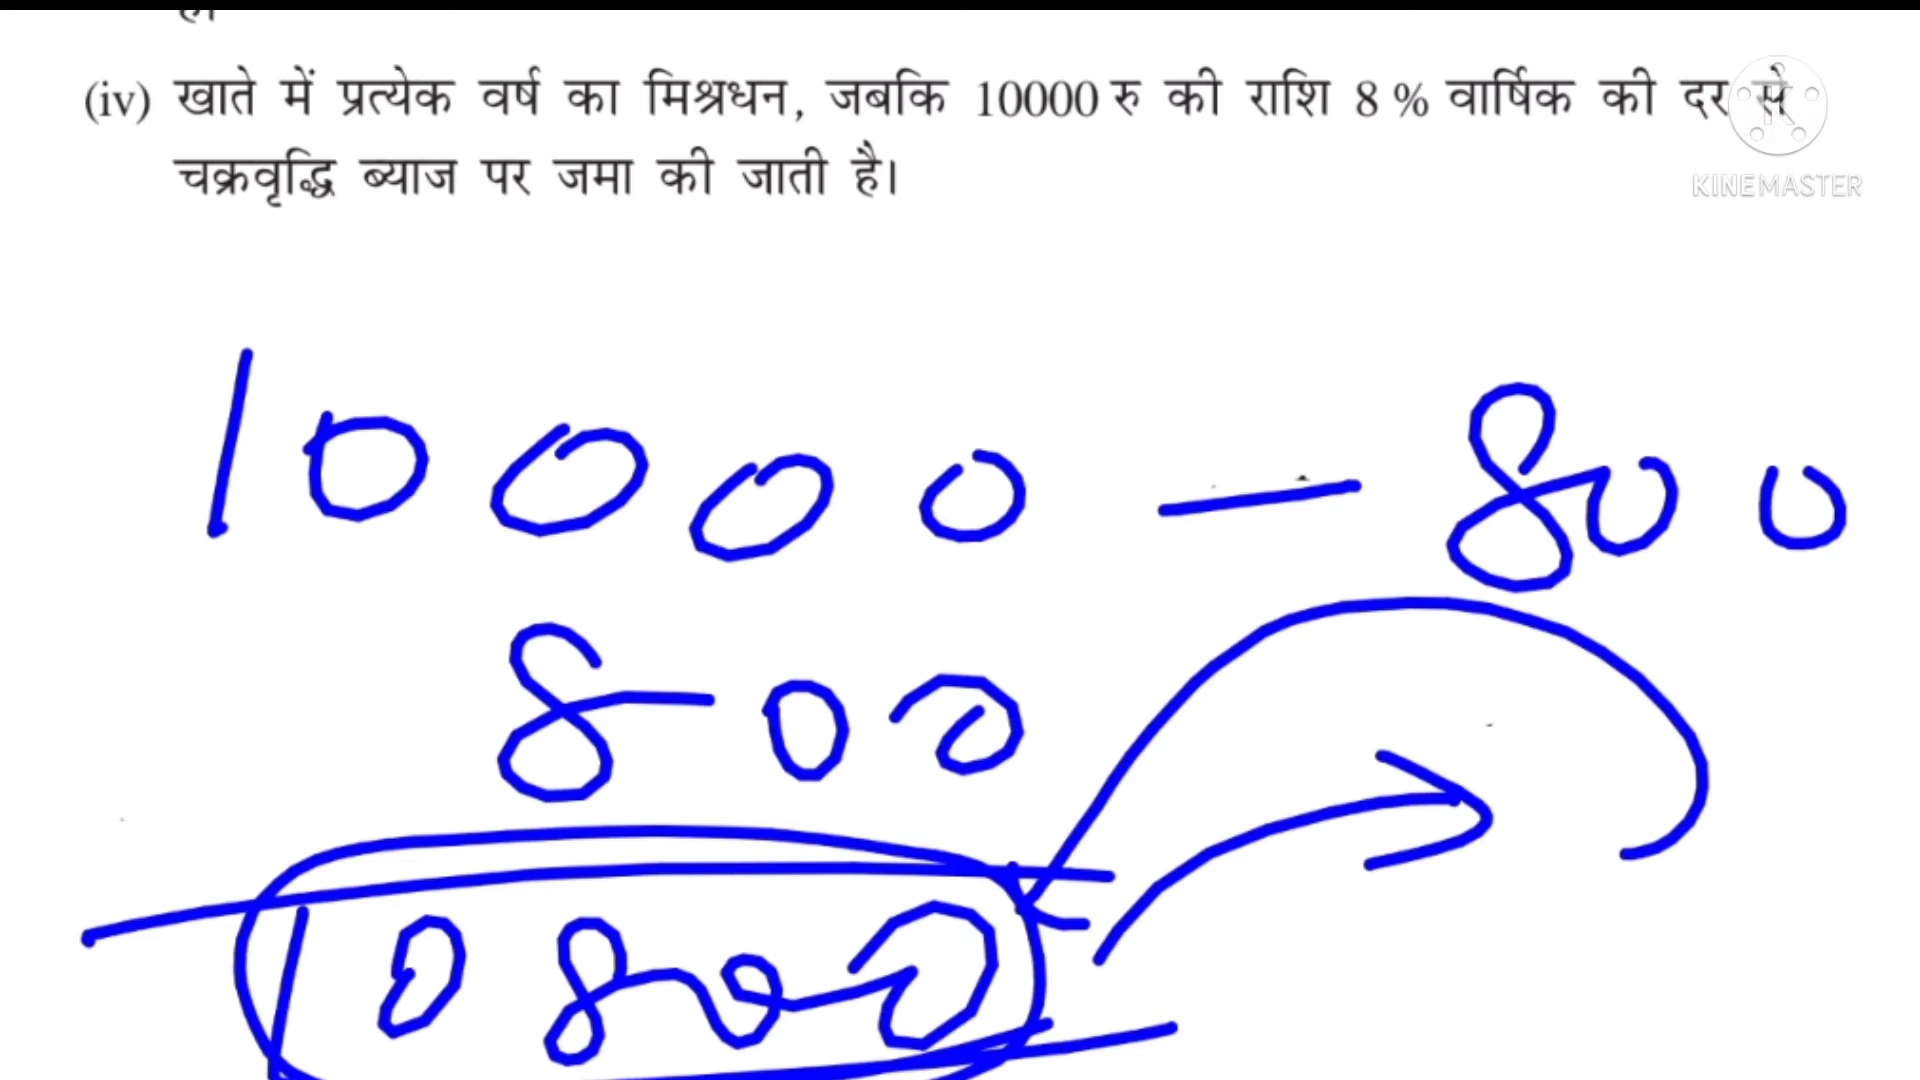 (iv) खाते में प्रत्येक वर्ष का मिश्रधन, जबकि 10000 रु की राशि 8 % वार्षिक की दर से
चक्रवृद्धि ब्याज पर जमा की जाती है।
KINEMASTER
10000 — 800
800
10800